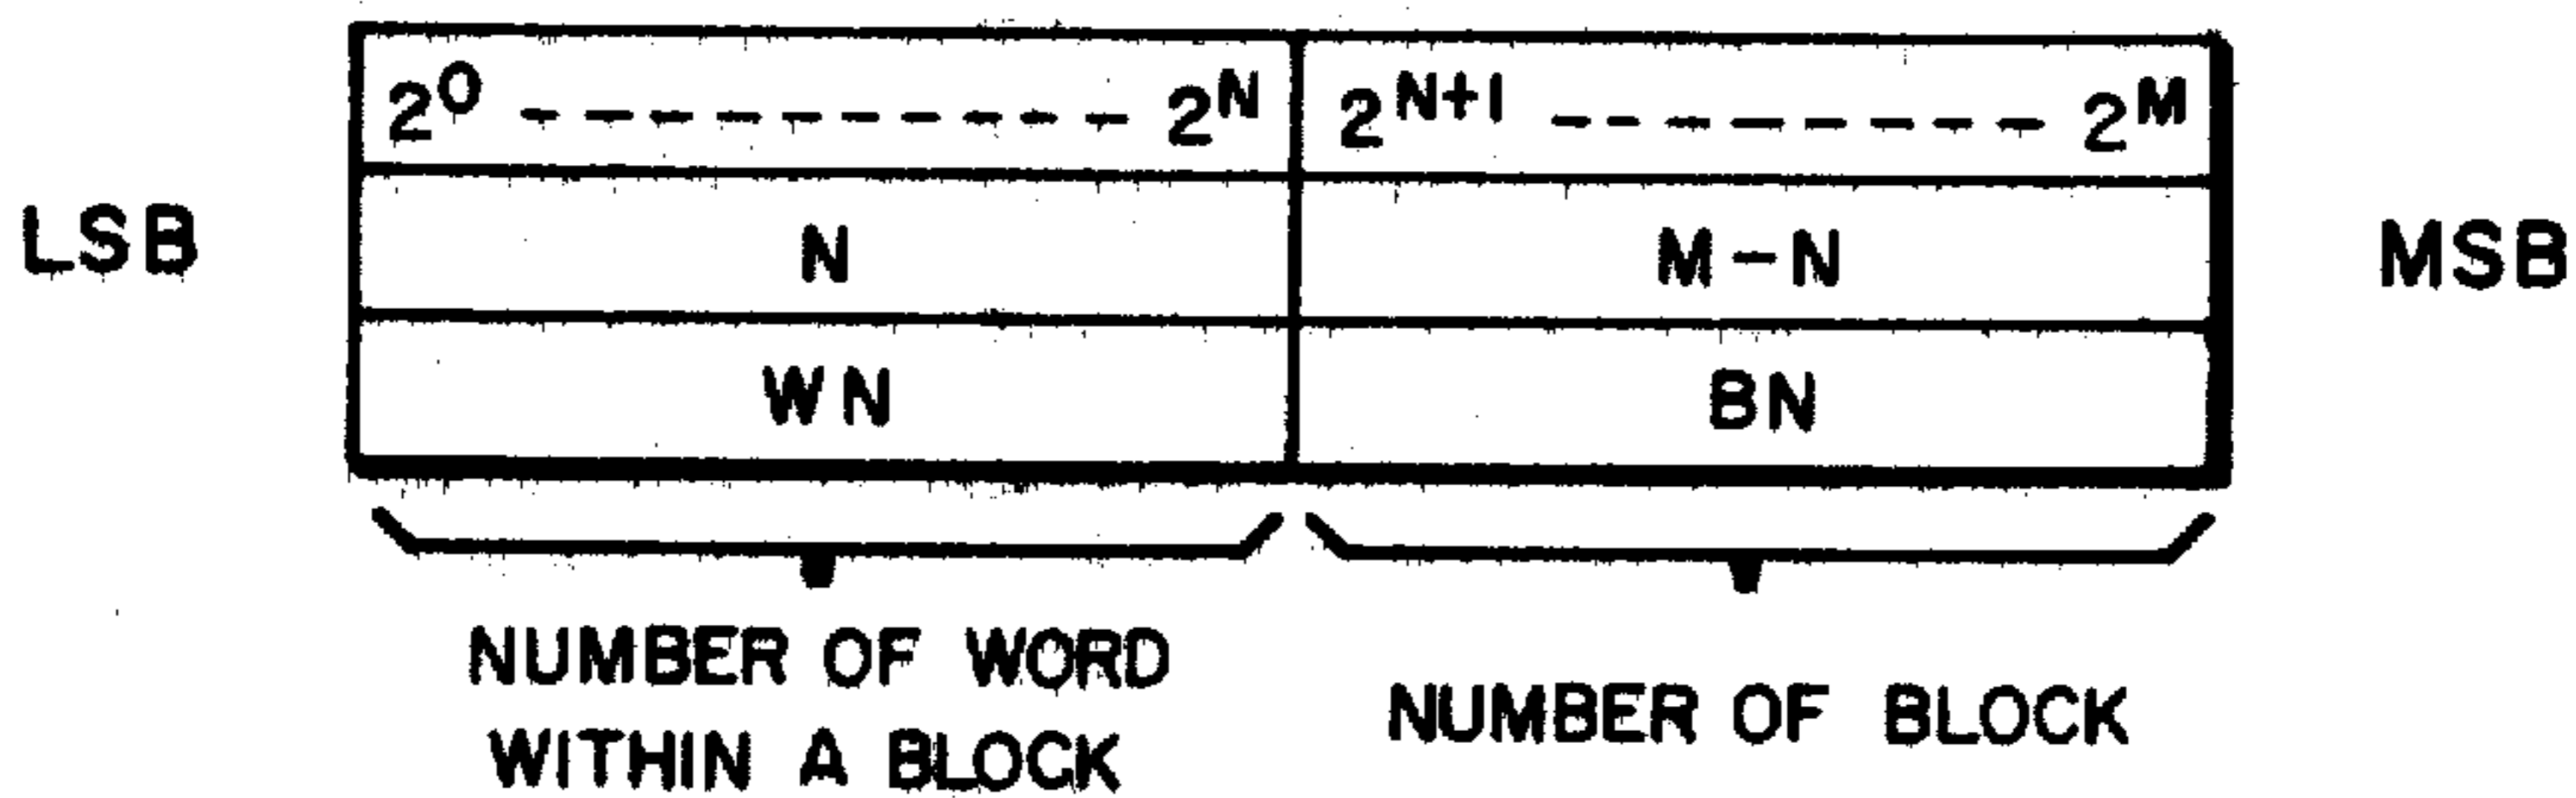 2^0 ---------- 2^N 2^{N+1} -------- 2^M
LSB N M-N MSB
WN BN
NUMBER OF WORD
WITHIN A BLOCK
NUMBER OF BLOCK